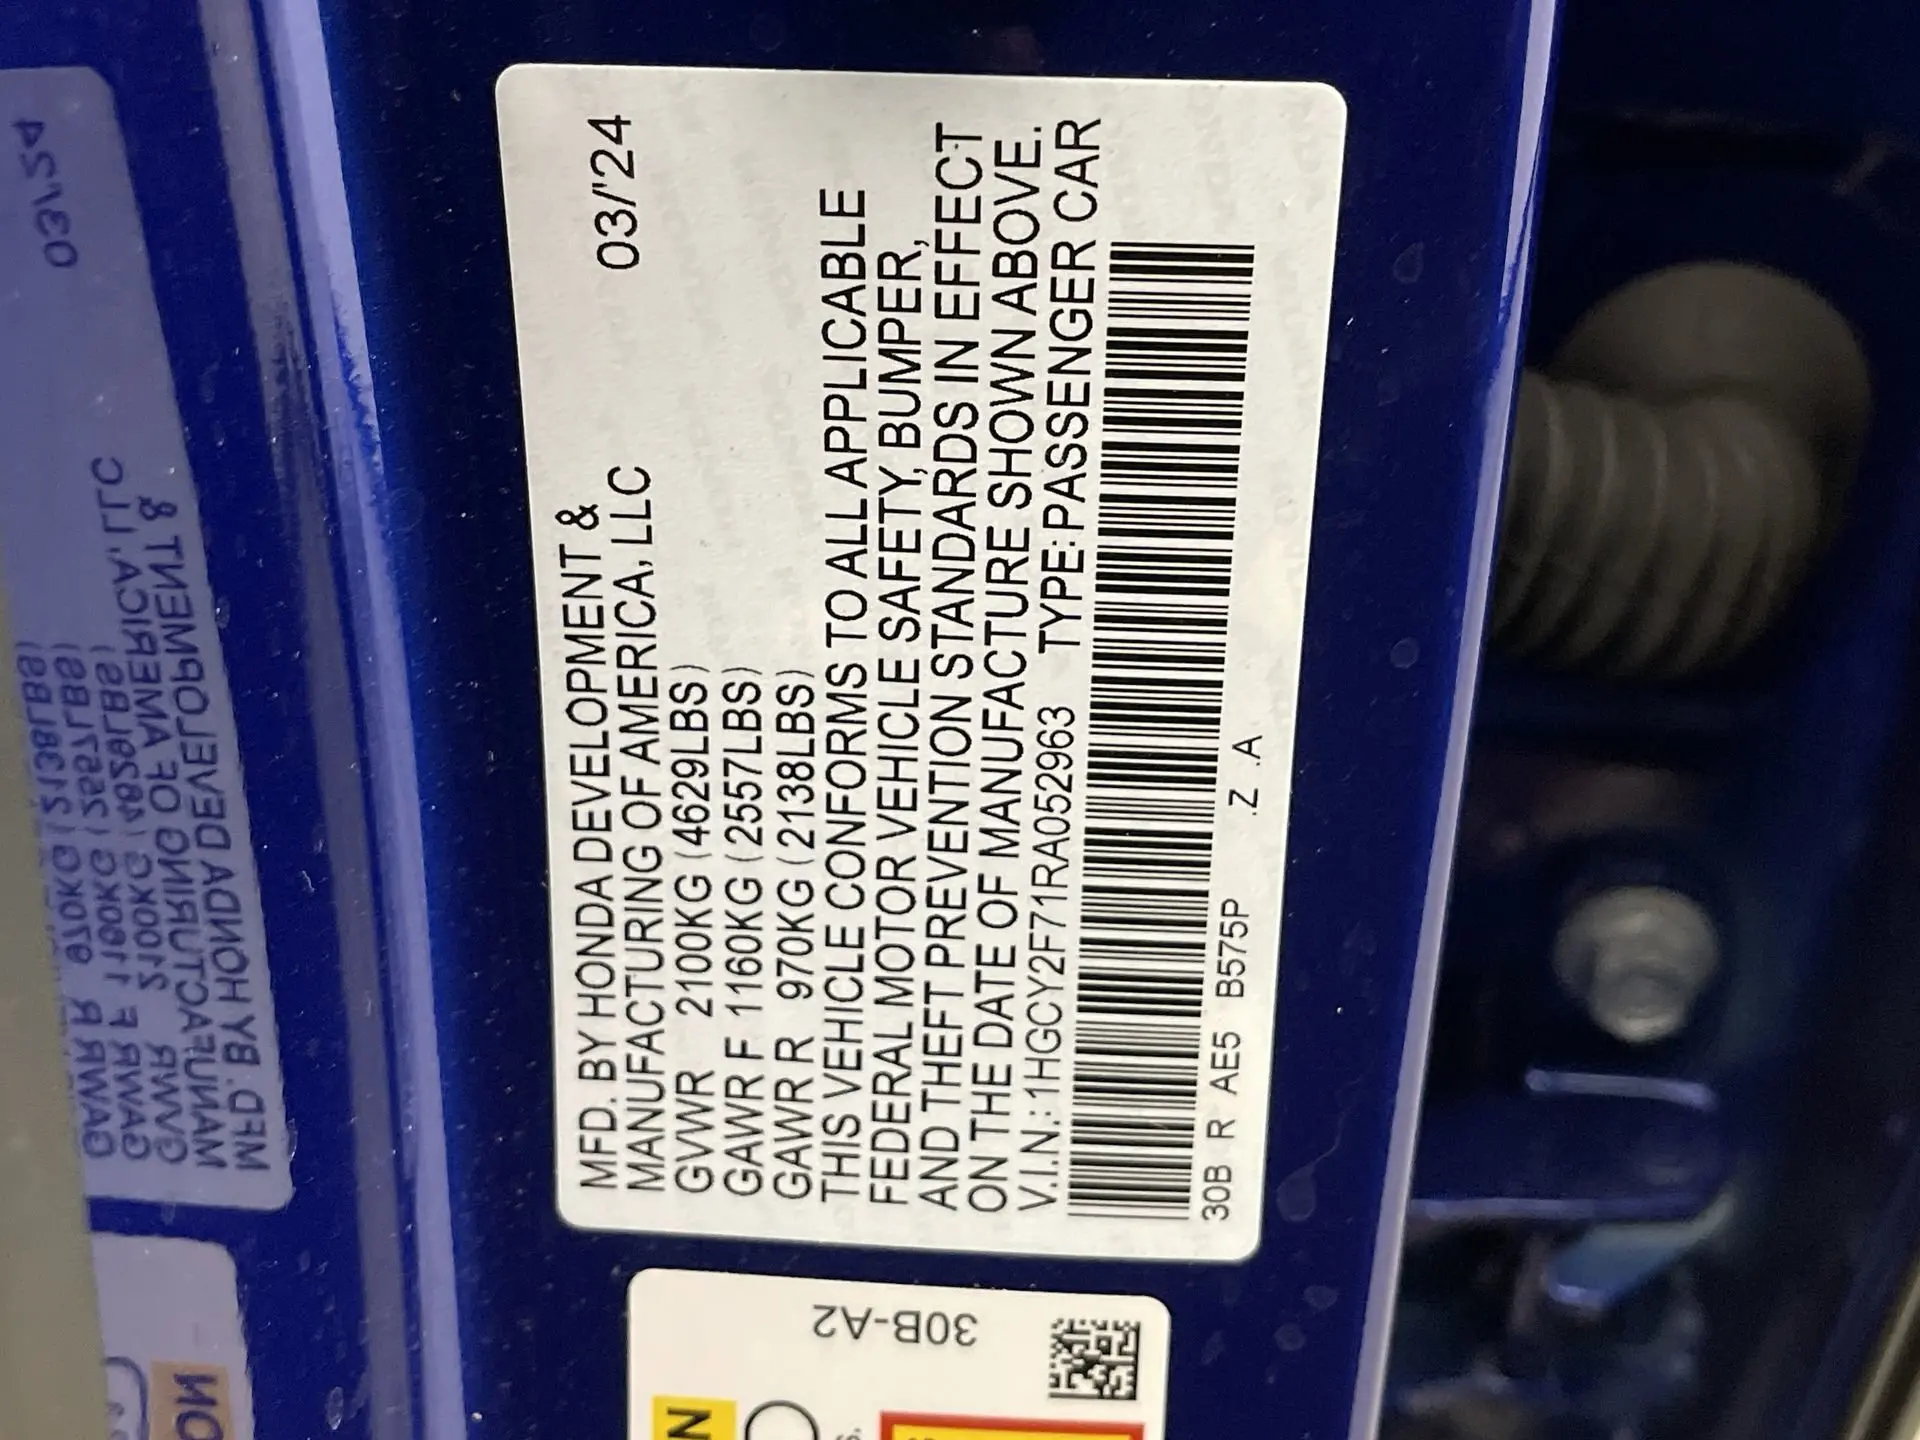 MFD. BY HONDA DEVELOPMENT &
MANUFACTURING OF AMERICA, LLC 03/'24
GVWR 2100KG (4629LBS)
GAWR F 1160KG (2557LBS)
GAWR R 970KG (2138LBS)
THIS VEHICLE CONFORMS TO ALL APPLICABLE
FEDERAL MOTOR VEHICLE SAFETY, BUMPER,
AND THEFT PREVENTION STANDARDS IN EFFECT
ON THE DATE OF MANUFACTURE SHOWN ABOVE.
V.I.N.: 1HGCY2F71RA052963 TYPE: PASSENGER CAR
30B R AE5 B575P .Z .A
30B-A2